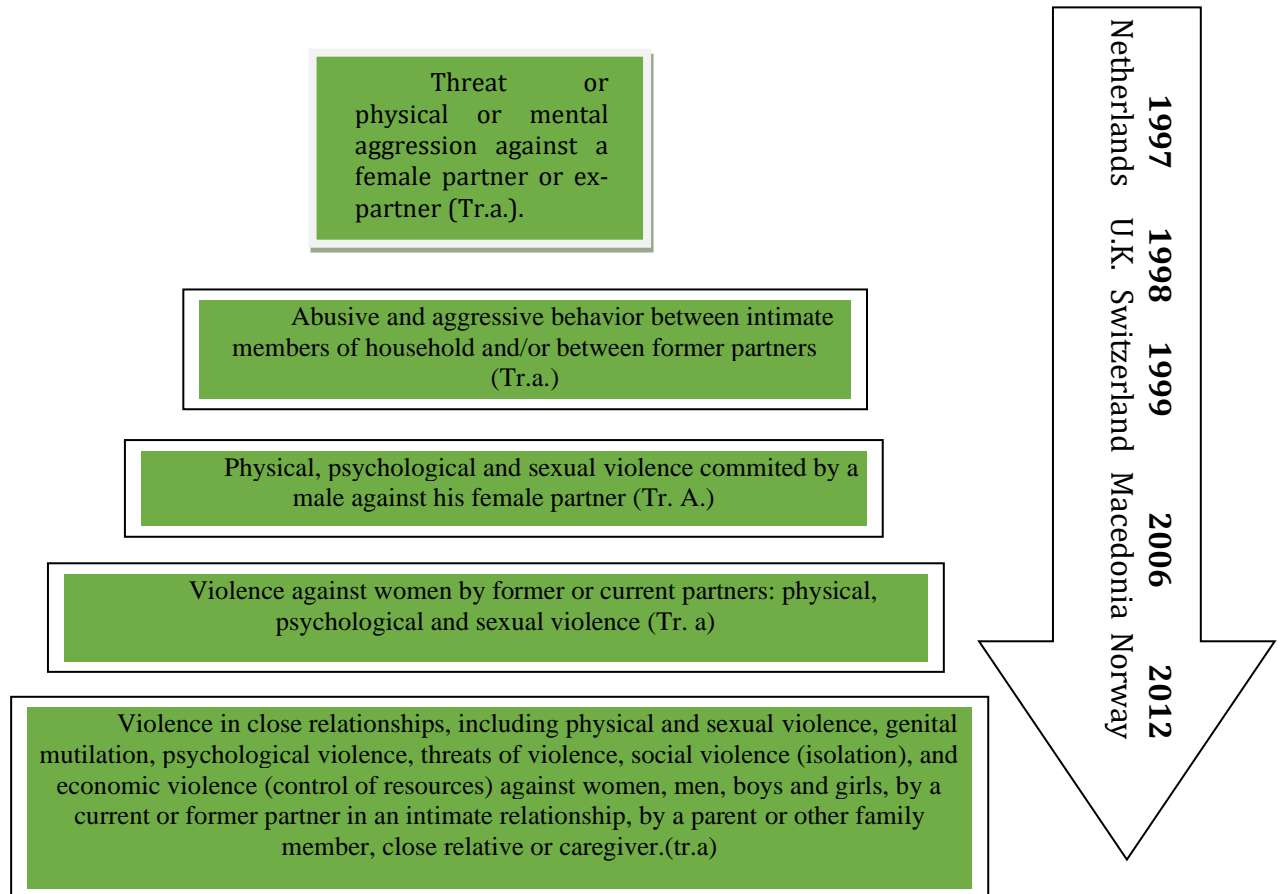 Threat or
physical or mental
aggression against a
female partner or ex-
partner (Tr.a.).
Abusive and aggressive behavior between intimate
members of household and/or between former partners
(Tr.a.)
Physical, psychological and sexual violence commited by a
male against his female partner (Tr. A.)
Violence against women by former or current partners: physical,
psychological and sexual violence (Tr. a)
Violence in close relationships, including physical and sexual violence, genital
mutilation, psychological violence, threats of violence, social violence (isolation), and
economic violence (control of resources) against women, men, boys and girls, by a
current or former partner in an intimate relationship, by a parent or other family
member, close relative or caregiver.(tr.a)
1997 1998 1999 2006 2012
Netherlands U.K. Switzerland Macedonia Norway